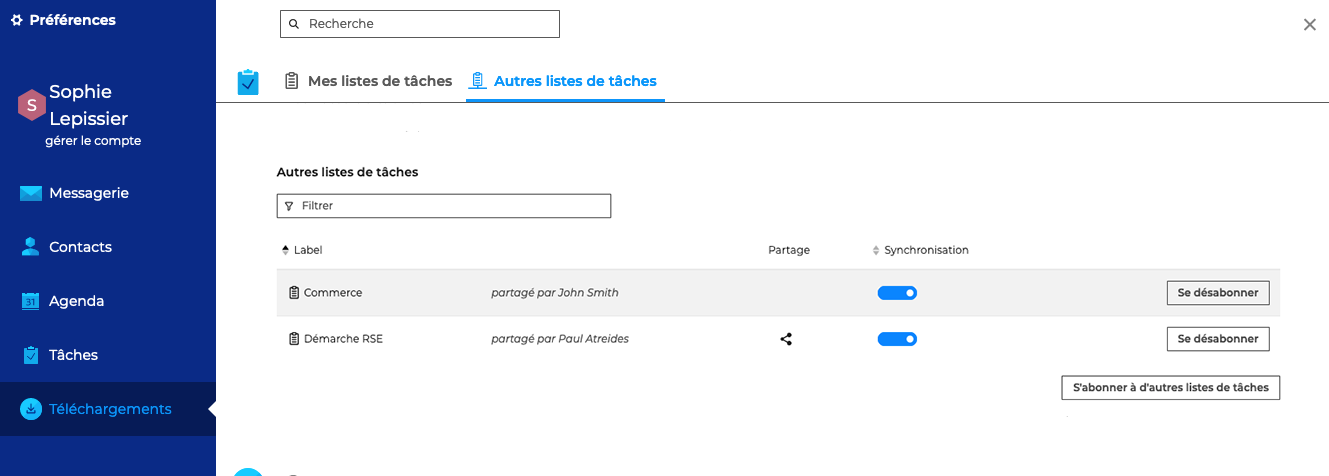 Préférences
Recherche
S
Sophie
Lepissier
gérer le compte
Mes listes de tâches
Autres listes de tâches
Messagerie
Contacts
31
Agenda
Tâches
Téléchargements
Autres listes de tâches
Filtrer
Label
Partage
Synchronisation
Commerce
partagé par John Smith
Se désabonner
Démarche RSE
partagé par Paul Atreides
Se désabonner
S'abonner à d'autres listes de tâches